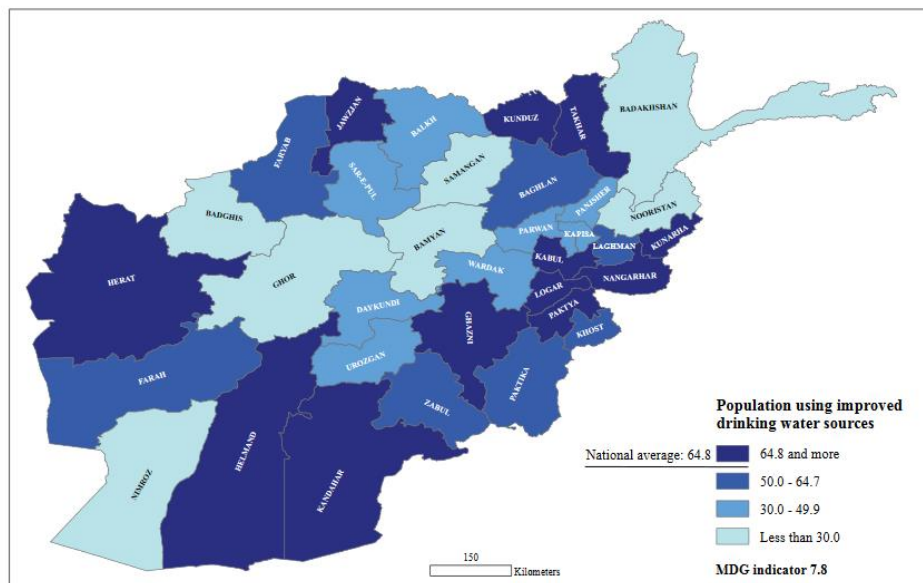 JAWZJAN
BALKH
KUNDUZ
TAKHAR
BADAKHSHAN
FARYAB
SAR-E-PUL
SAMANGAN
BAGHLAN
PANJSHER
NOORISTAN
BADGHIS
BAMYAN
PARWAN
KAPISA
LAGHMAN
KUNARHA
HERAT
GHOR
WARDAK
KABUL
NANGARHAR
DAYKUNDI
LOGAR
GHAZNI
PAKTYA
KHOST
UROZGAN
FARAH
ZABUL
PAKTIKA
NIMROZ
HELMAND
KANDAHAR
Population using improved
drinking water sources
National average: 64.8
64.8 and more
50.0 - 64.7
30.0 - 49.9
Less than 30.0
150
Kilometers
MDG indicator 7.8